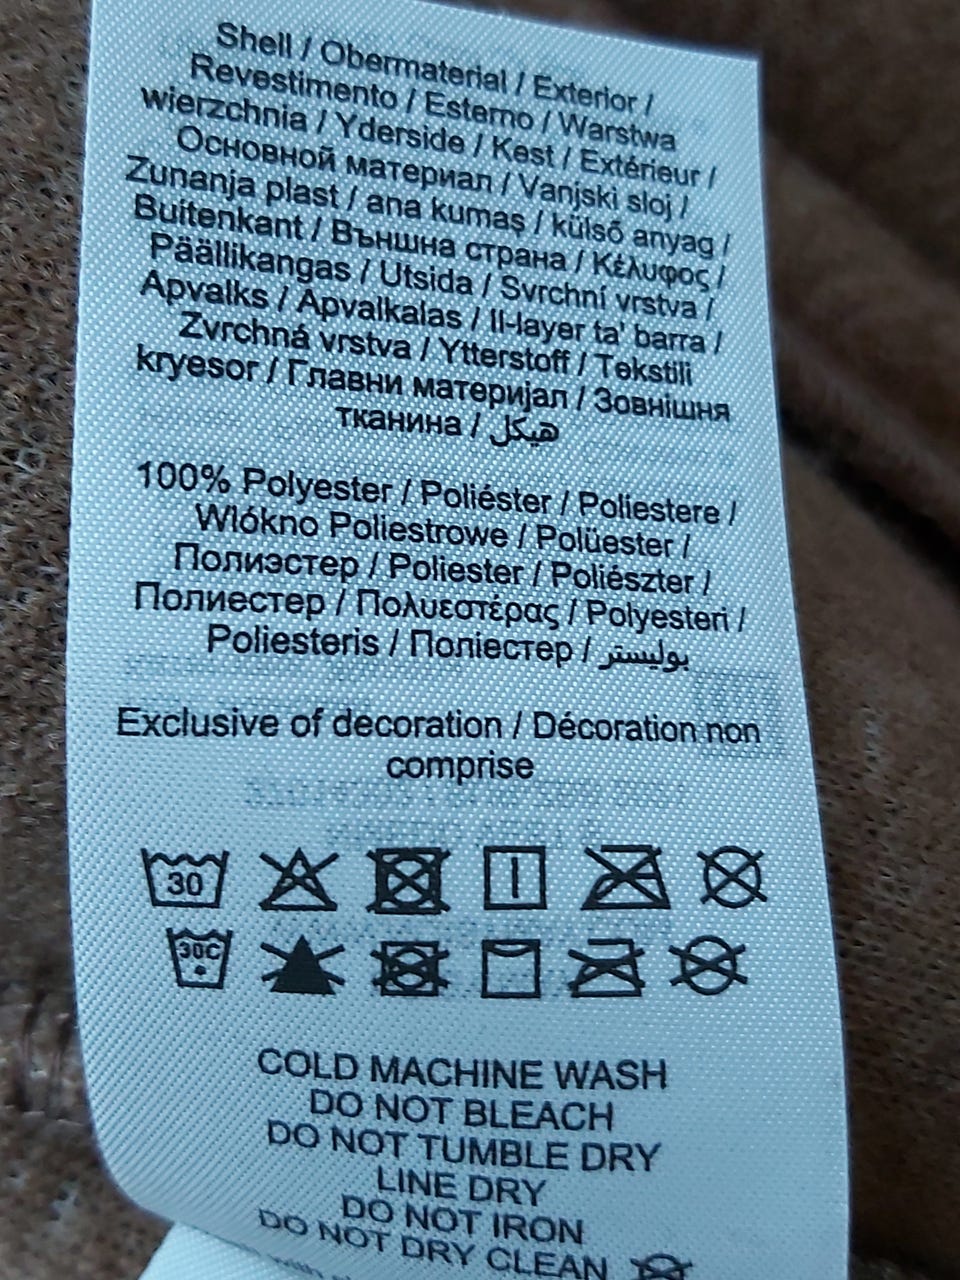 Shell / Obermaterial / Exterior /
Revestimento / Esterno / Warstwa
wierzchnia / Yderside / Kest / Extérieur /
Основной материал / Vanjski sloj /
Zunanja plast / ana kumaş / külső anyag /
Buitenkant / Външна страна / Κέλυφος /
Päällikangas / Utsida / Svrchní vrstva /
Apvalks / Apvalkalas / Il-layer ta' barra /
Zvrchná vrstva / Ytterstoff / Tekstili
kryesor / Главни материјал / Зовнішня
тканина / هيكل
100% Polyester / Poliéster / Poliestere /
Wlókno Poliestrowe / Polüester /
Полиэстер / Poliester / Poliészter /
Полиестер / Πολυεστέρας / Polyesteri /
Poliesteris / Поліестер / بوليستر
Exclusive of decoration / Décoration non
comprise
30
30C
COLD MACHINE WASH
DO NOT BLEACH
DO NOT TUMBLE DRY
LINE DRY
DO NOT IRON
DO NOT DRY CLEAN